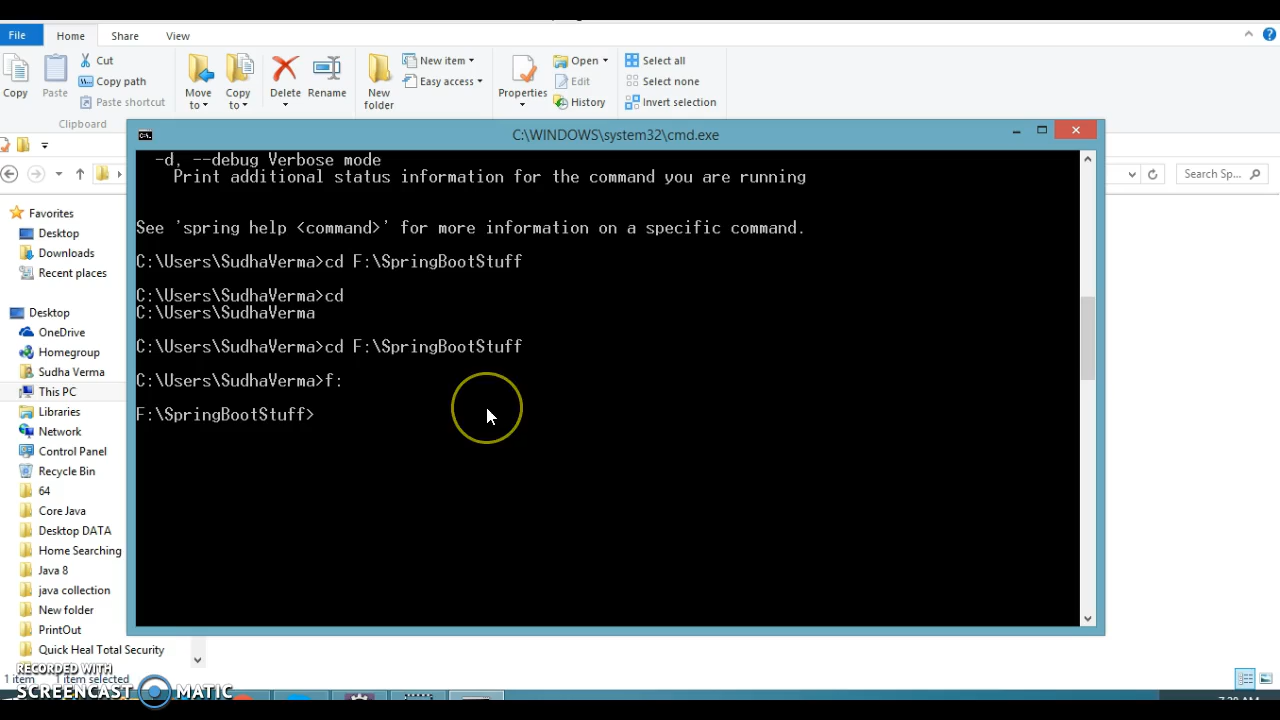 File Home Share View
Copy
Paste
Cut
Copy path
Paste shortcut
Clipboard
Move to
Copy to
Delete
Rename
New folder
New item
Easy access
Properties
Open
Edit
History
Select all
Select none
Invert selection
Search Sp...
C:\WINDOWS\system32\cmd.exe
-d, --debug Verbose mode
Print additional status information for the command you are running
See 'spring help <command>' for more information on a specific command.
C:\Users\SudhaVerma>cd F:\SpringBootStuff
C:\Users\SudhaVerma>cd
C:\Users\SudhaVerma
C:\Users\SudhaVerma>cd F:\SpringBootStuff
C:\Users\SudhaVerma>f:
F:\SpringBootStuff>
Favorites
Desktop
Downloads
Recent places
Desktop
OneDrive
Homegroup
Sudha Verma
This PC
Libraries
Network
Control Panel
Recycle Bin
64
Core Java
Desktop DATA
Home Searching
Java 8
java collection
New folder
PrintOut
Quick Heal Total Security
1 item 1 item selected
RECORDED WITH
SCREENCAST MATIC